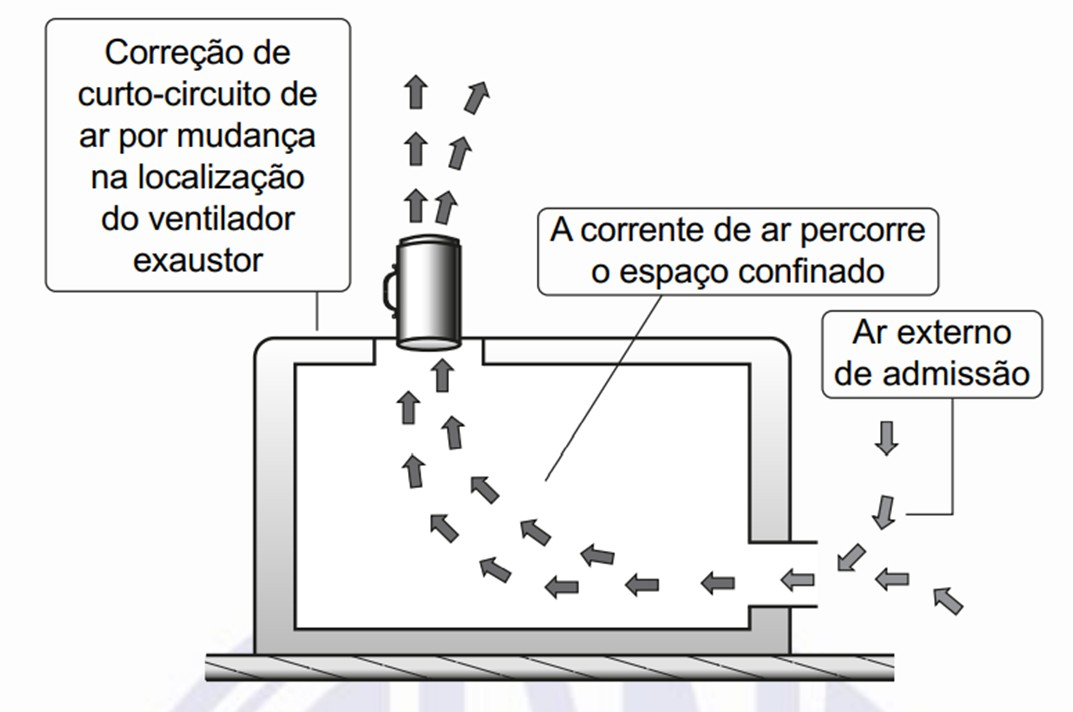 Correção de
curto-circuito de
ar por mudança
na localização
do ventilador
exaustor
A corrente de ar percorre
o espaço confinado
Ar externo
de admissão